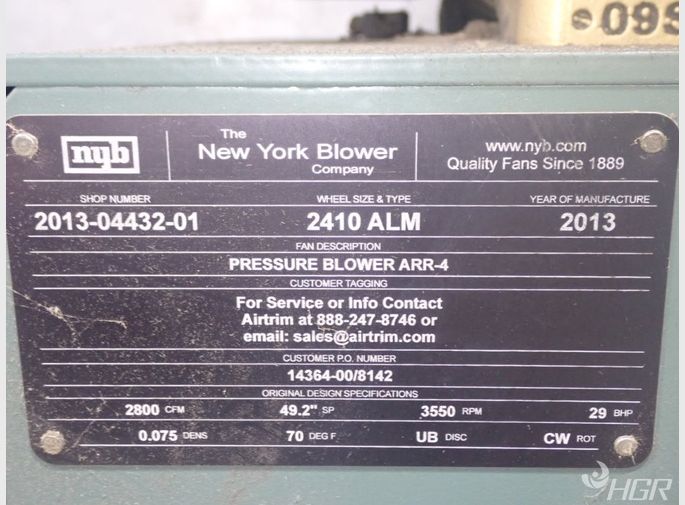 09S
nyb
The
New York Blower
Company
www.nyb.com
Quality Fans Since 1889
SHOP NUMBER
WHEEL SIZE & TYPE
YEAR OF MANUFACTURE
2013-04432-01
2410 ALM
2013
FAN DESCRIPTION
PRESSURE BLOWER ARR-4
CUSTOMER TAGGING
For Service or Info Contact
Airtrim at 888-247-8746 or
email: sales@airtrim.com
CUSTOMER P.O. NUMBER
14364-00/8142
ORIGINAL DESIGN SPECIFICATIONS
2800 CFM 49.2" SP 3550 RPM 29 BHP
0.075 DENS 70 DEG F UB DISC CW ROT
HGR